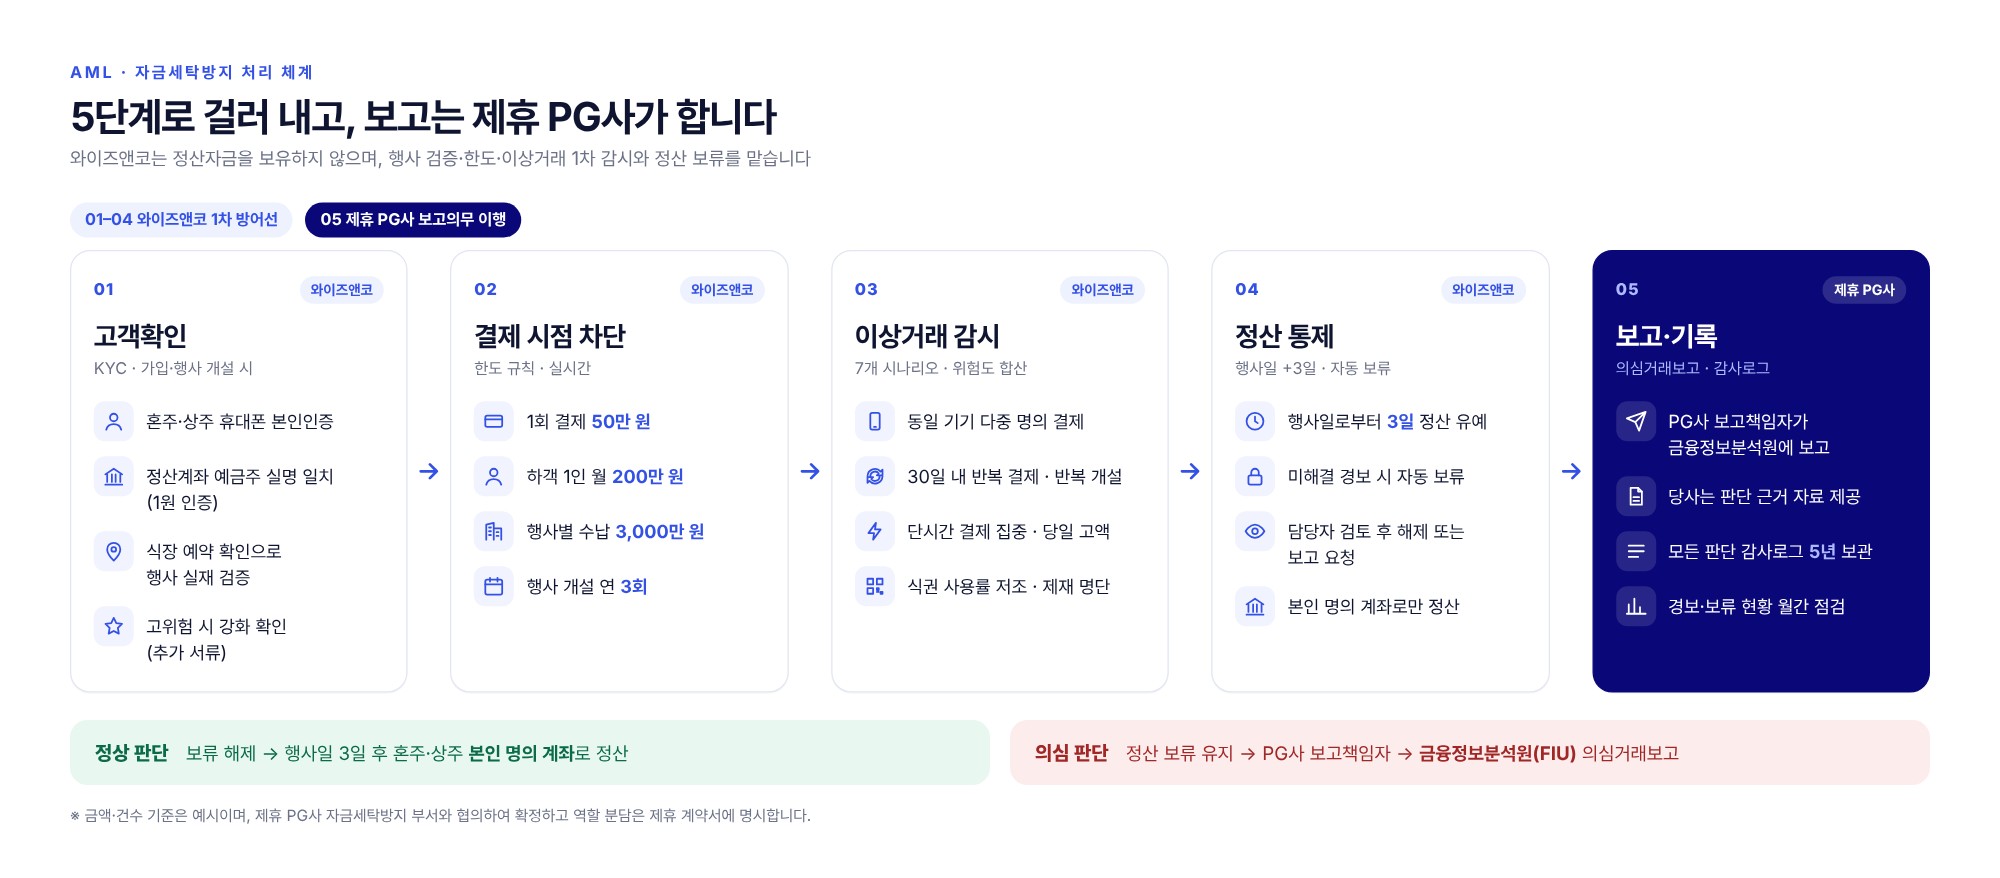 AML · 자금세탁방지 처리 체계
5단계로 걸러 내고, 보고는 제휴 PG사가 합니다
와이즈앤코는 정산자금을 보유하지 않으며, 행사 검증·한도·이상거래 1차 감시와 정산 보류를 맡습니다
01–04 와이즈앤코 1차 방어선
05 제휴 PG사 보고의무 이행
01
와이즈앤코
고객확인
KYC · 가입·행사 개설 시
혼주·상주 휴대폰 본인인증
정산계좌 예금주 실명 일치
(1원 인증)
식장 예약 확인으로
행사 실재 검증
고위험 시 강화 확인
(추가 서류)
02
와이즈앤코
결제 시점 차단
한도 규칙 · 실시간
1회 결제 50만 원
하객 1인 월 200만 원
행사별 수납 3,000만 원
행사 개설 연 3회
03
와이즈앤코
이상거래 감시
7개 시나리오 · 위험도 합산
동일 기기 다중 명의 결제
30일 내 반복 결제 · 반복 개설
단시간 결제 집중 · 당일 고액
식권 사용률 저조 · 제재 명단
04
와이즈앤코
정산 통제
행사일 +3일 · 자동 보류
행사일로부터 3일 정산 유예
미해결 경보 시 자동 보류
담당자 검토 후 해제 또는
보고 요청
본인 명의 계좌로만 정산
05
제휴 PG사
보고·기록
의심거래보고 · 감사로그
PG사 보고책임자가
금융정보분석원에 보고
당사는 판단 근거 자료 제공
모든 판단 감사로그 5년 보관
경보·보류 현황 월간 점검
정상 판단 보류 해제 → 행사일 3일 후 혼주·상주 본인 명의 계좌로 정산
의심 판단 정산 보류 유지 → PG사 보고책임자 → 금융정보분석원(FIU) 의심거래보고
※ 금액·건수 기준은 예시이며, 제휴 PG사 자금세탁방지 부서와 협의하여 확정하고 역할 분담은 제휴 계약서에 명시합니다.